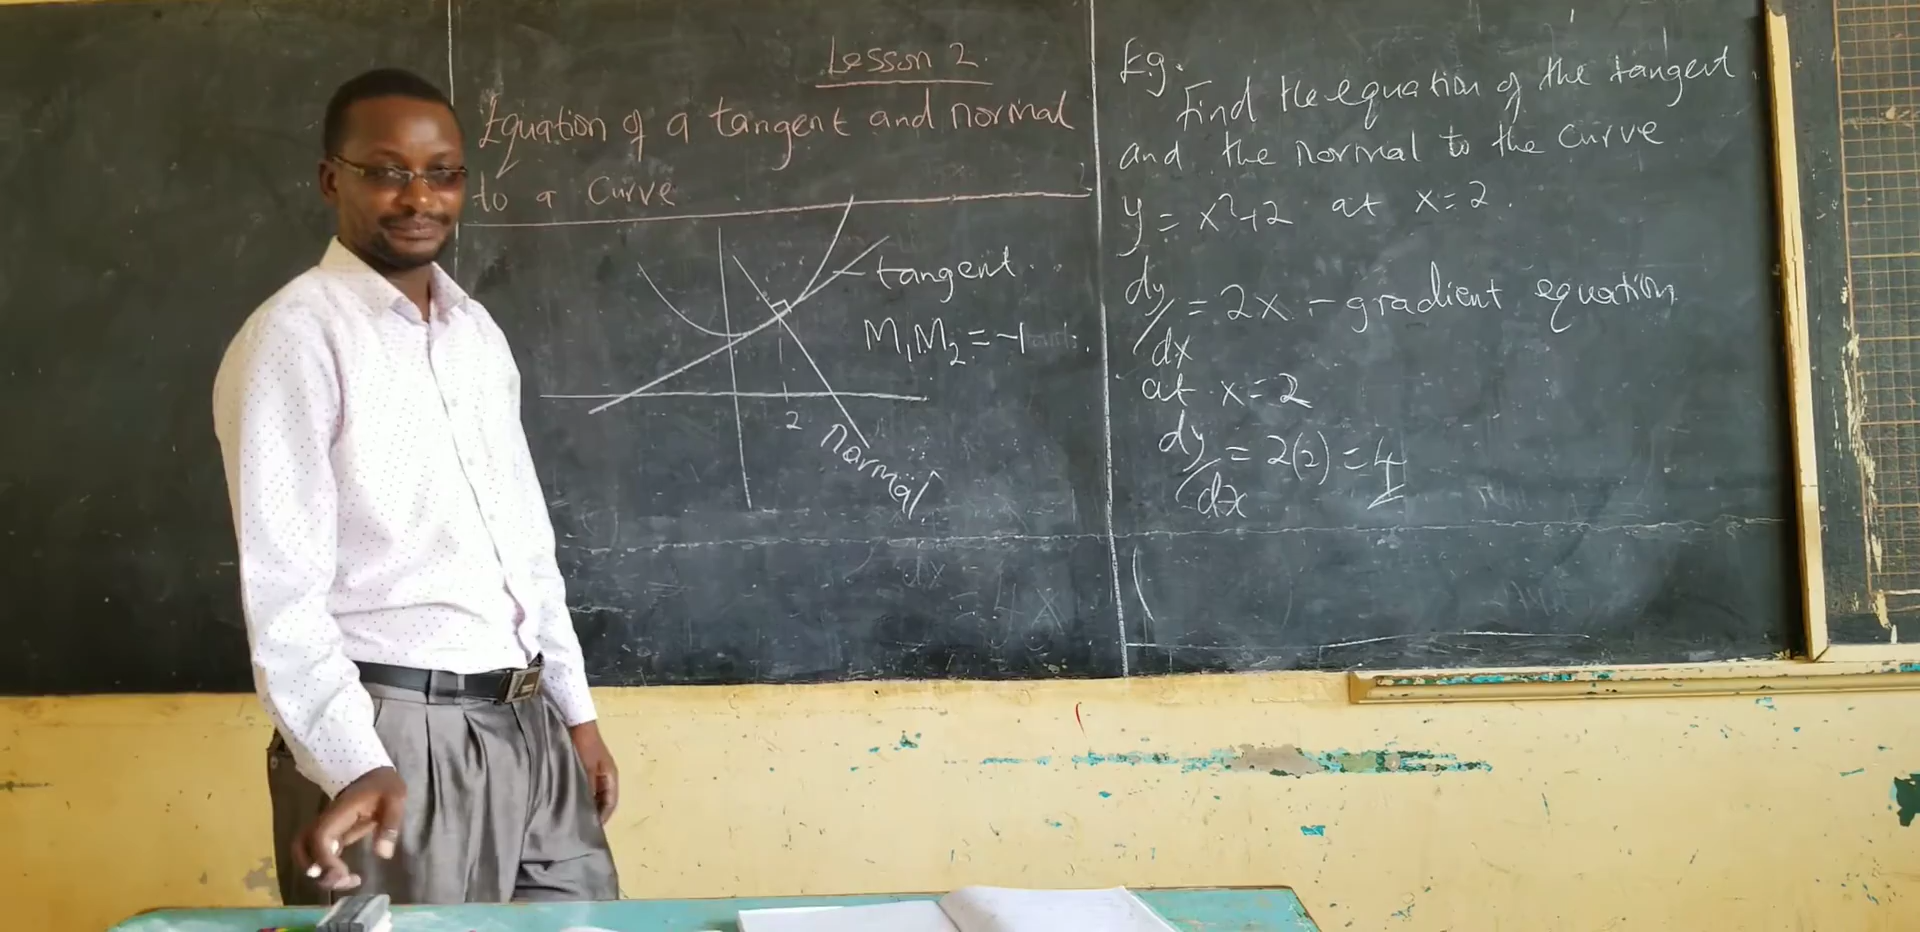 Lesson 2.
Equation of a tangent and normal
to a Curve
tangent
M₁M₂ = -1
2
normal
dx
= 4x
E.g.
Find the equation of the tangent
and the normal to the curve
y = x²+2 at x=2.
dy/dx = 2x - gradient equation
at x=2
dy/dx = 2(2) = 4